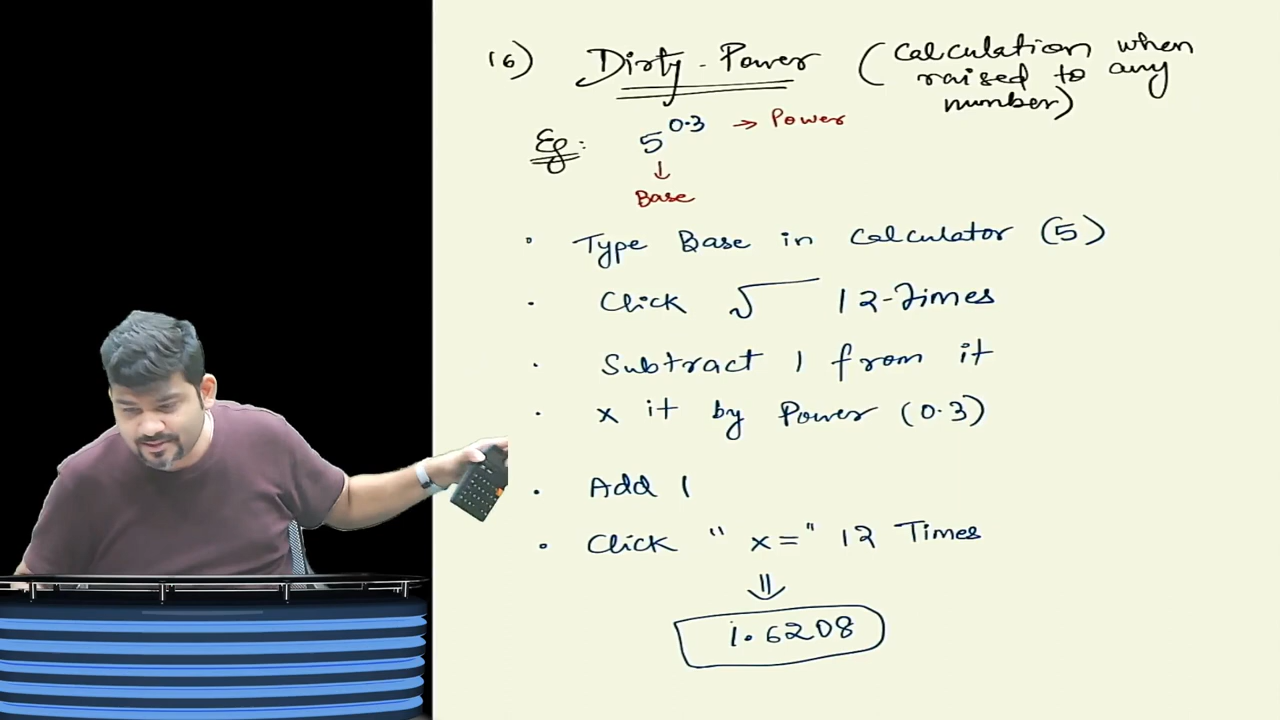 16) Dirty-Power (Calculation when raised to any number)
Eg: 5^0.3 → Power
↓
Base
• Type Base in Calculator (5)
• Click √ 12-Times
• Subtract 1 from it
• x it by Power (0.3)
• Add 1
• Click " x=" 12 Times
⇓
1.6208